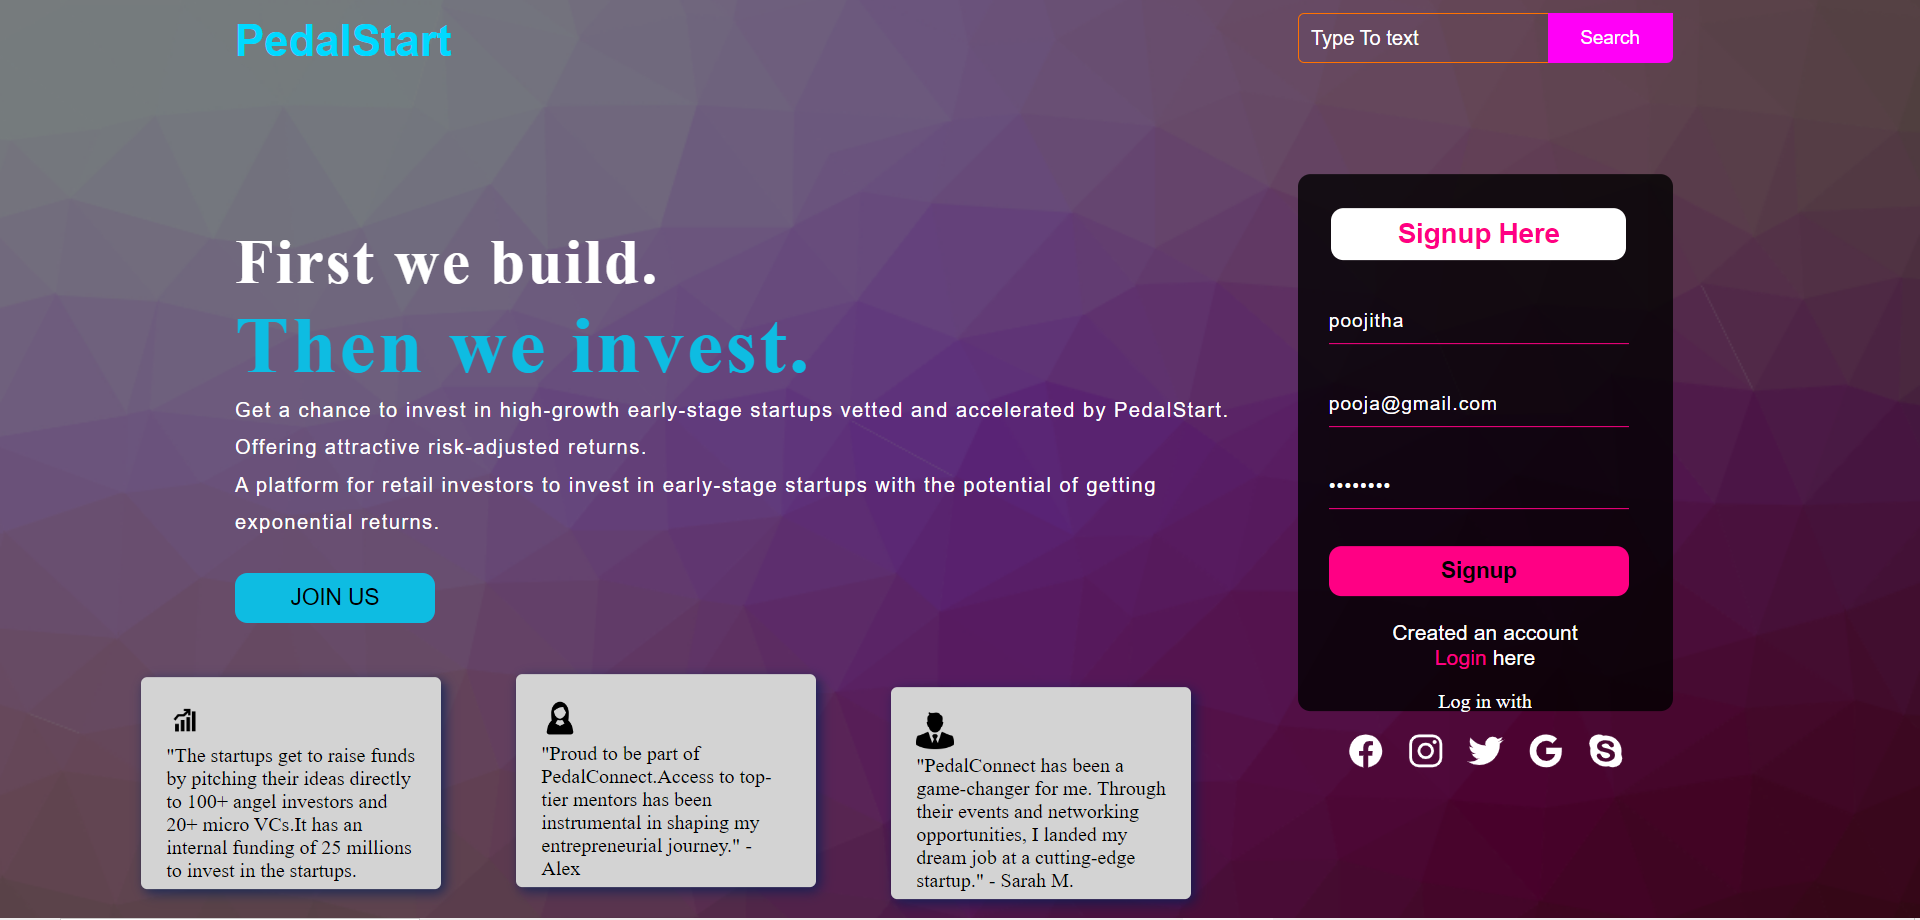 PedalStart
Type To text
Search
First we build.
Then we invest.
Get a chance to invest in high-growth early-stage startups vetted and accelerated by PedalStart.
Offering attractive risk-adjusted returns.
A platform for retail investors to invest in early-stage startups with the potential of getting
exponential returns.
JOIN US
Signup Here
poojitha
pooja@gmail.com
••••••••
Signup
Created an account
Login here
Log in with
"The startups get to raise funds
by pitching their ideas directly
to 100+ angel investors and
20+ micro VCs.It has an
internal funding of 25 millions
to invest in the startups.
"Proud to be part of
PedalConnect.Access to top-
tier mentors has been
instrumental in shaping my
entrepreneurial journey." -
Alex
"PedalConnect has been a
game-changer for me. Through
their events and networking
opportunities, I landed my
dream job at a cutting-edge
startup." - Sarah M.